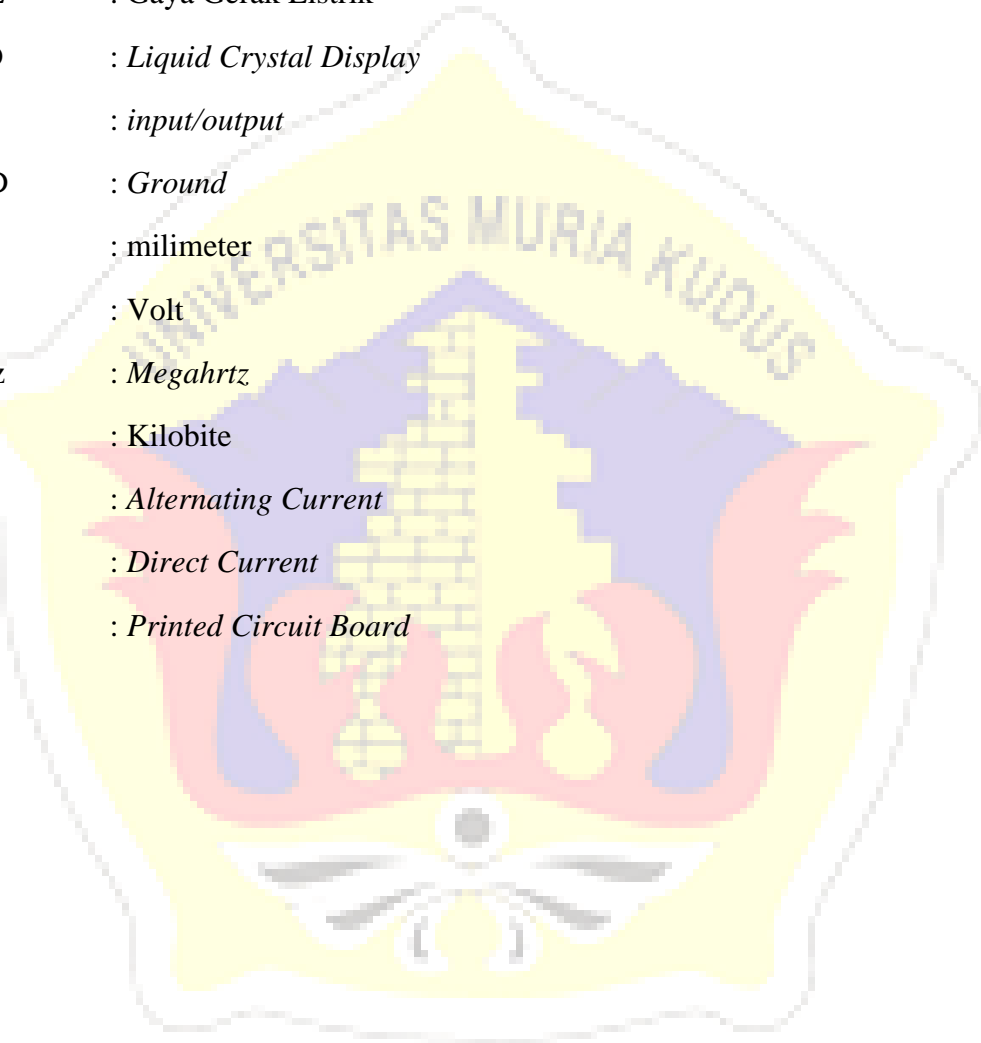 : Gaya Gerak Listrik
D : Liquid Crystal Display
: input/output
D : Ground
: milimeter
: Volt
z : Megahrtz
: Kilobite
: Alternating Current
: Direct Current
: Printed Circuit Board
UNIVERSITAS MURIA KUDUS